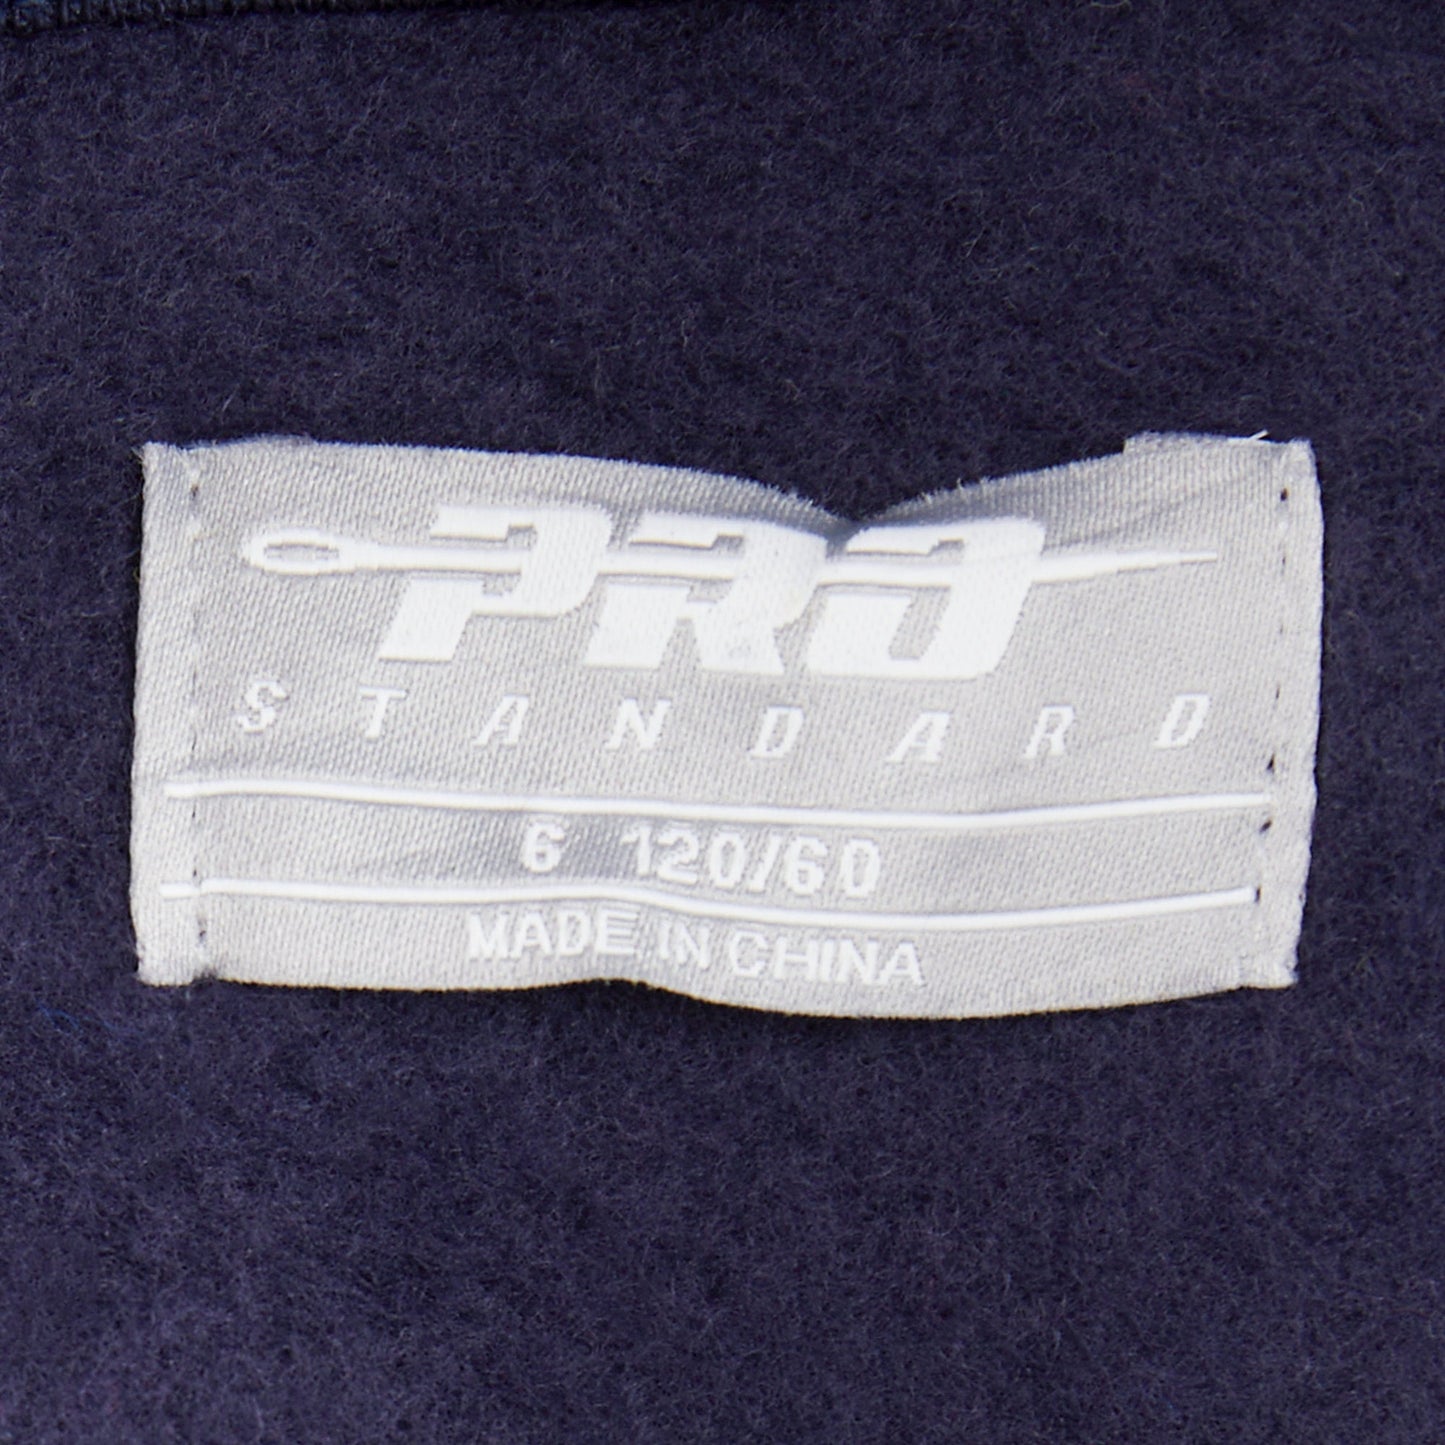 PRO
STANDARD
6 120/60
MADE IN CHINA